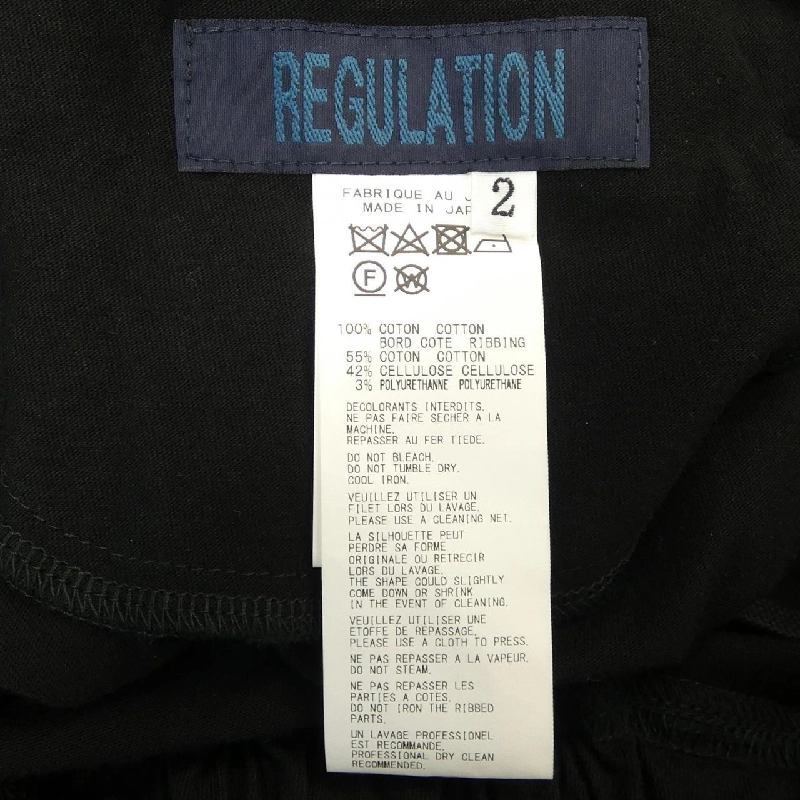 REGULATION
2
FABRIQUE AU
MADE IN
F
W
100% COTON COTTON
BORD COTE RIBBING
55% COTON COTTON
42% CELLULOSE CELLULOSE
3% POLYURETHANNE POLYURETHANE
DECOLORANTS INTERDITS.
NE PAS FAIRE SECHER A LA
MACHINE.
REPASSER AU FER TIEDE.
DO NOT BLEACH.
DO NOT TUMBLE DRY.
COOL IRON.
VEUILLEZ UTILISER UN
FILET LORS DU LAVAGE.
PLEASE USE A CLEANING NET.
LA SILHOUETTE PEUT
PERDRE SA FORME
ORIGINALE OU RETRECIR
LORS DU LAVAGE.
THE SHAPE COULD SLIGHTLY
COME DOWN OR SHRINK
IN THE EVENT OF CLEANING.
VEUILLEZ UTILISER UNE
ETOFFE DE REPASSAGE.
PLEASE USE A CLOTH TO PRESS.
NE PAS REPASSER A LA VAPEUR.
DO NOT STEAM.
NE PAS REPASSER LES
PARTIES A COTES.
DO NOT IRON THE RIBBED
PARTS.
UN LAVAGE PROFESSIONEL
EST RECOMMANDE.
PROFESSIONAL DRY CLEAN
RECOMMENDED.